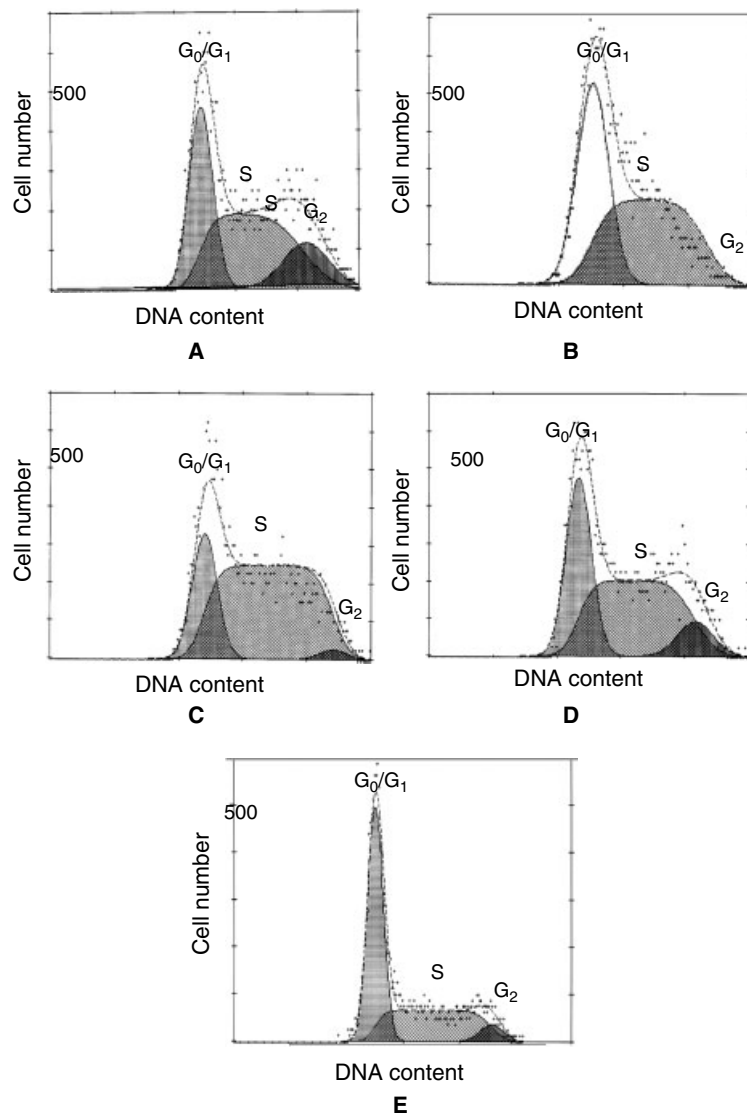 G₀/G₁
500
Cell number
S
S
G₂
DNA content
A
G₀/G₁
500
Cell number
S
G₂
DNA content
B
500
G₀/G₁
Cell number
S
G₂
DNA content
C
G₀/G₁
500
Cell number
S
G₂
DNA content
D
G₀/G₁
500
Cell number
S
G₂
DNA content
E